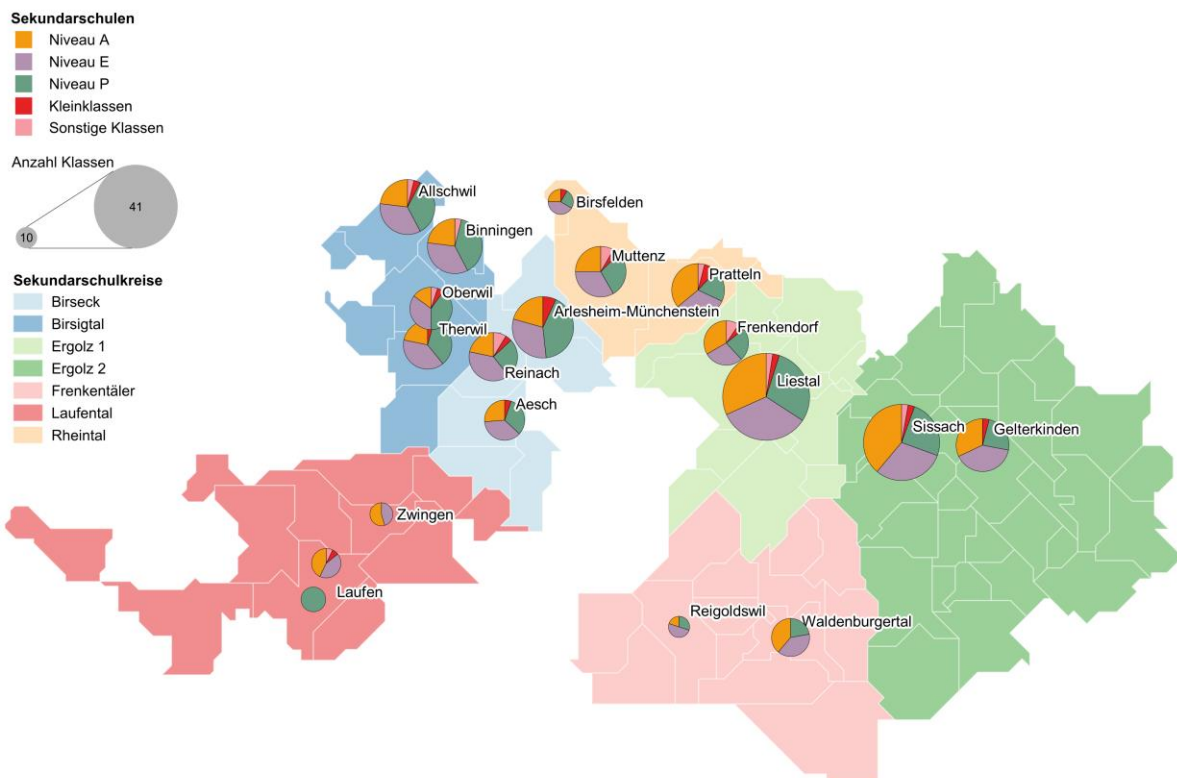 Sekundarschulen
Niveau A
Niveau E
Niveau P
Kleinklassen
Sonstige Klassen
Anzahl Klassen
41
10
Sekundarschulkreise
Birseck
Birsigtal
Ergolz 1
Ergolz 2
Frenkentäler
Laufental
Rheintal
Allschwil
Birsfelden
Binningen
Muttenz
Pratteln
Oberwil
Arlesheim-Münchenstein
Therwil
Frenkendorf
Reinach
Liestal
Aesch
Sissach
Gelterkinden
Zwingen
Laufen
Reigoldswil
Waldenburgertal